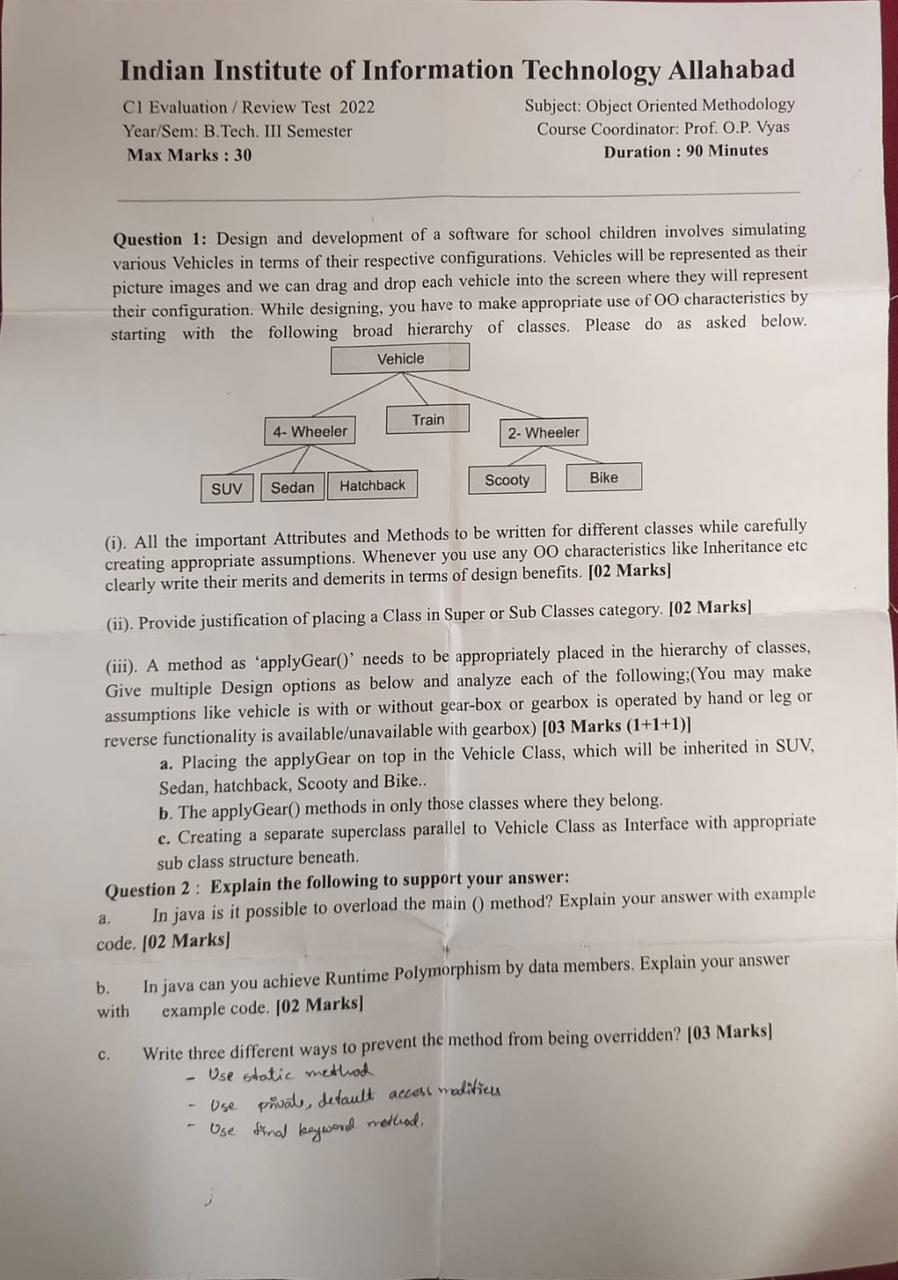 Indian Institute of Information Technology Allahabad
C1 Evaluation / Review Test 2022
Subject: Object Oriented Methodology
Year/Sem: B.Tech. III Semester
Course Coordinator: Prof. O.P. Vyas
Max Marks : 30
Duration : 90 Minutes
Question 1: Design and development of a software for school children involves simulating
various Vehicles in terms of their respective configurations. Vehicles will be represented as their
picture images and we can drag and drop each vehicle into the screen where they will represent
their configuration. While designing, you have to make appropriate use of OO characteristics by
starting with the following broad hierarchy of classes. Please do as asked below.
Vehicle
4- Wheeler
Train
2- Wheeler
SUV
Sedan
Hatchback
Scooty
Bike
(i). All the important Attributes and Methods to be written for different classes while carefully
creating appropriate assumptions. Whenever you use any OO characteristics like Inheritance etc
clearly write their merits and demerits in terms of design benefits. [02 Marks]
(ii). Provide justification of placing a Class in Super or Sub Classes category. [02 Marks]
(iii). A method as ‘applyGear()’ needs to be appropriately placed in the hierarchy of classes,
Give multiple Design options as below and analyze each of the following;(You may make
assumptions like vehicle is with or without gear-box or gearbox is operated by hand or leg or
reverse functionality is available/unavailable with gearbox) [03 Marks (1+1+1)]
a. Placing the applyGear on top in the Vehicle Class, which will be inherited in SUV,
Sedan, hatchback, Scooty and Bike..
b. The applyGear() methods in only those classes where they belong.
c. Creating a separate superclass parallel to Vehicle Class as Interface with appropriate
sub class structure beneath.
Question 2 : Explain the following to support your answer:
a. In java is it possible to overload the main () method? Explain your answer with example
code. [02 Marks]
b. In java can you achieve Runtime Polymorphism by data members. Explain your answer
with example code. [02 Marks]
c. Write three different ways to prevent the method from being overridden? [03 Marks]
- Use static method
- Use private, default access modifiers
- Use final keyword method.